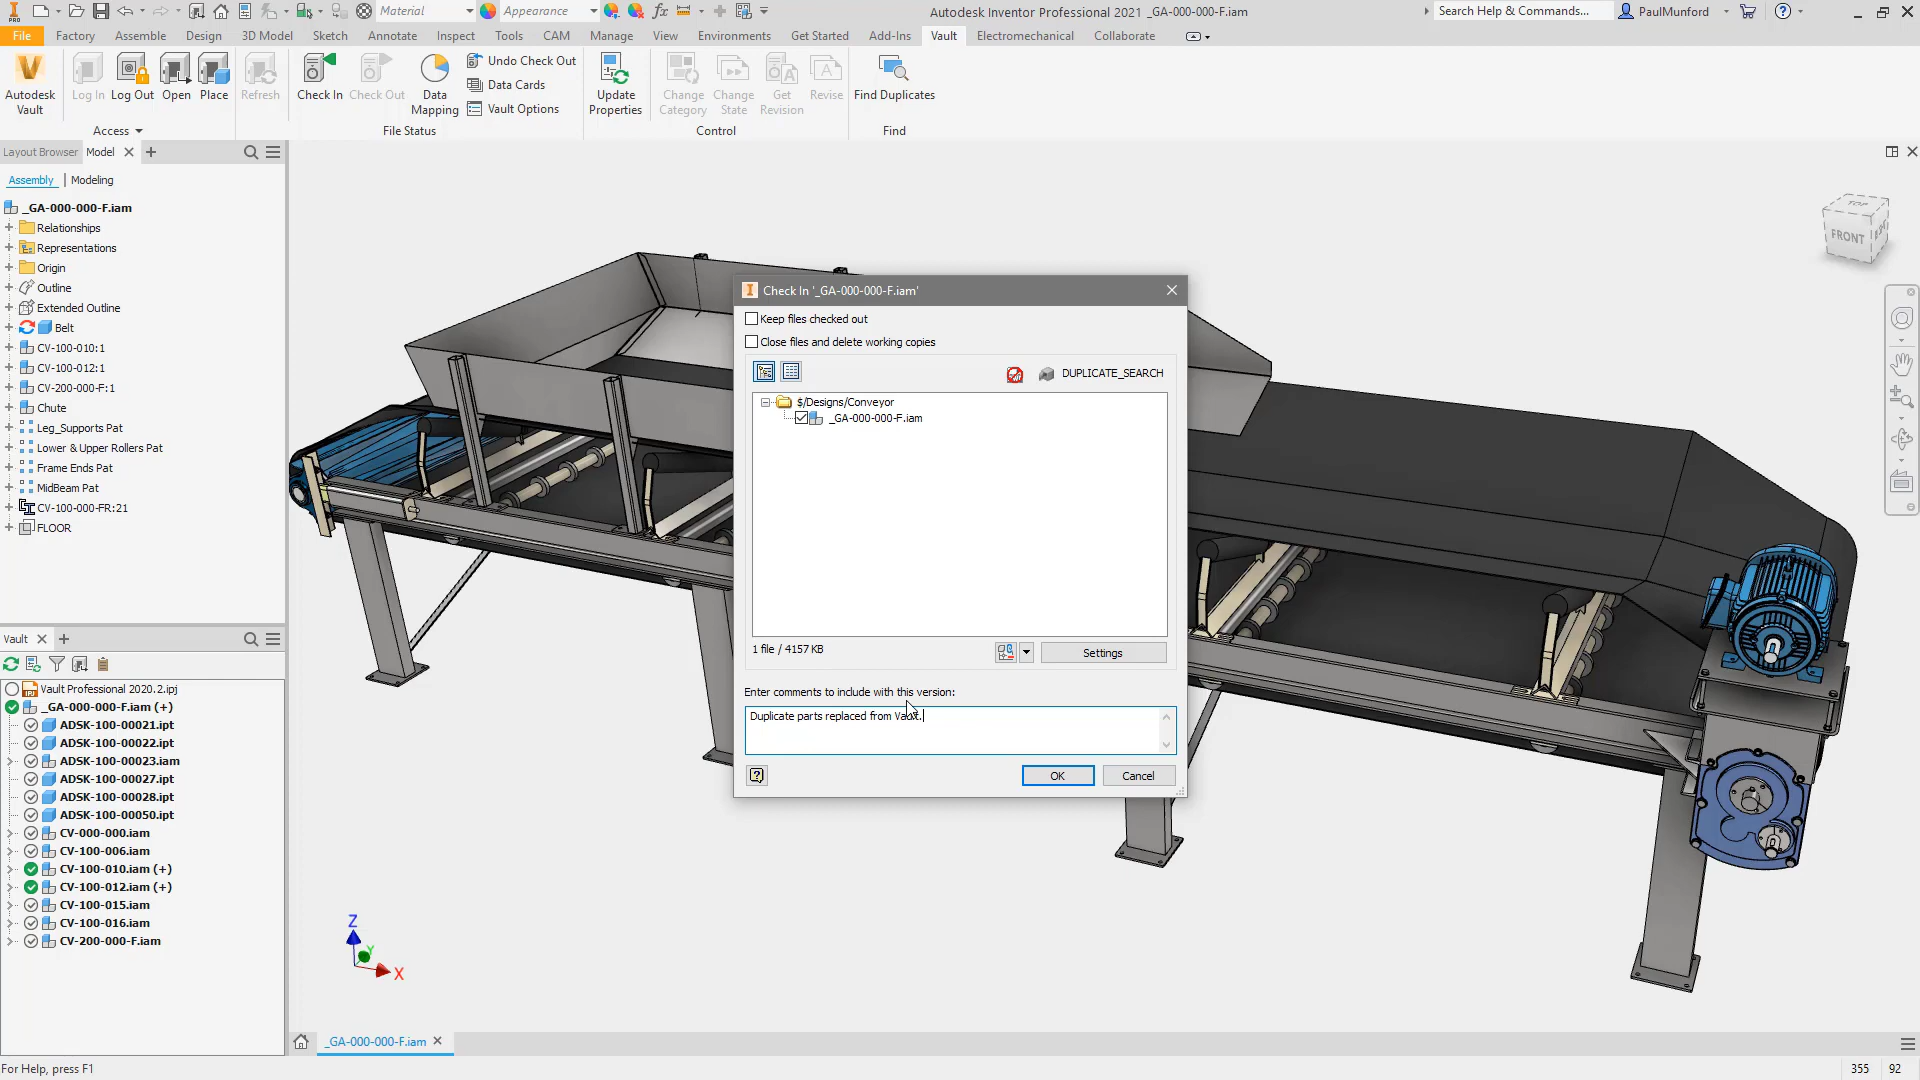 PRO
Material
Appearance
Autodesk Inventor Professional 2021 _GA-000-000-F.iam
Search Help & Commands...
PaulMunford
File Factory Assemble Design 3D Model Sketch Annotate Inspect Tools CAM Manage View Environments Get Started Add-Ins Vault Electromechanical Collaborate
Autodesk Vault
Log In
Log Out
Open
Place
Refresh
Check In
Check Out
Data Mapping
Undo Check Out
Data Cards
Vault Options
Update Properties
Change Category
Change State
Get Revision
Revise
Find Duplicates
Access
File Status
Control
Find
Layout Browser Model
Assembly | Modeling
_GA-000-000-F.iam
Relationships
Representations
Origin
Outline
Extended Outline
Belt
CV-100-010:1
CV-100-012:1
CV-200-000-F:1
Chute
Leg_Supports Pat
Lower & Upper Rollers Pat
Frame Ends Pat
MidBeam Pat
CV-100-000-FR:21
FLOOR
Vault
Vault Professional 2020.2.ipj
_GA-000-000-F.iam (+)
ADSK-100-00021.ipt
ADSK-100-00022.ipt
ADSK-100-00023.iam
ADSK-100-00027.ipt
ADSK-100-00028.ipt
ADSK-100-00050.ipt
CV-000-000.iam
CV-100-006.iam
CV-100-010.iam (+)
CV-100-012.iam (+)
CV-100-015.iam
CV-100-016.iam
CV-200-000-F.iam
Check In '_GA-000-000-F.iam'
Keep files checked out
Close files and delete working copies
DUPLICATE_SEARCH
$/Designs/Conveyor
_GA-000-000-F.iam
1 file / 4157 KB
Settings
Enter comments to include with this version:
Duplicate parts replaced from Vault.
OK
Cancel
TOP
FRONT
Z
Y
X
_GA-000-000-F.iam
For Help, press F1
355
92